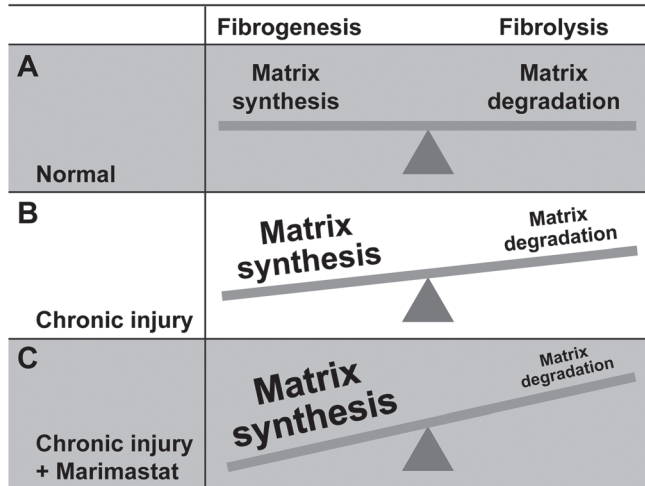 Fibrogenesis
Fibrolysis
A
Matrix
synthesis
Matrix
degradation
Normal
B
Matrix
synthesis
Matrix
degradation
Chronic injury
C
Matrix
synthesis
Matrix
degradation
Chronic injury
+ Marimastat